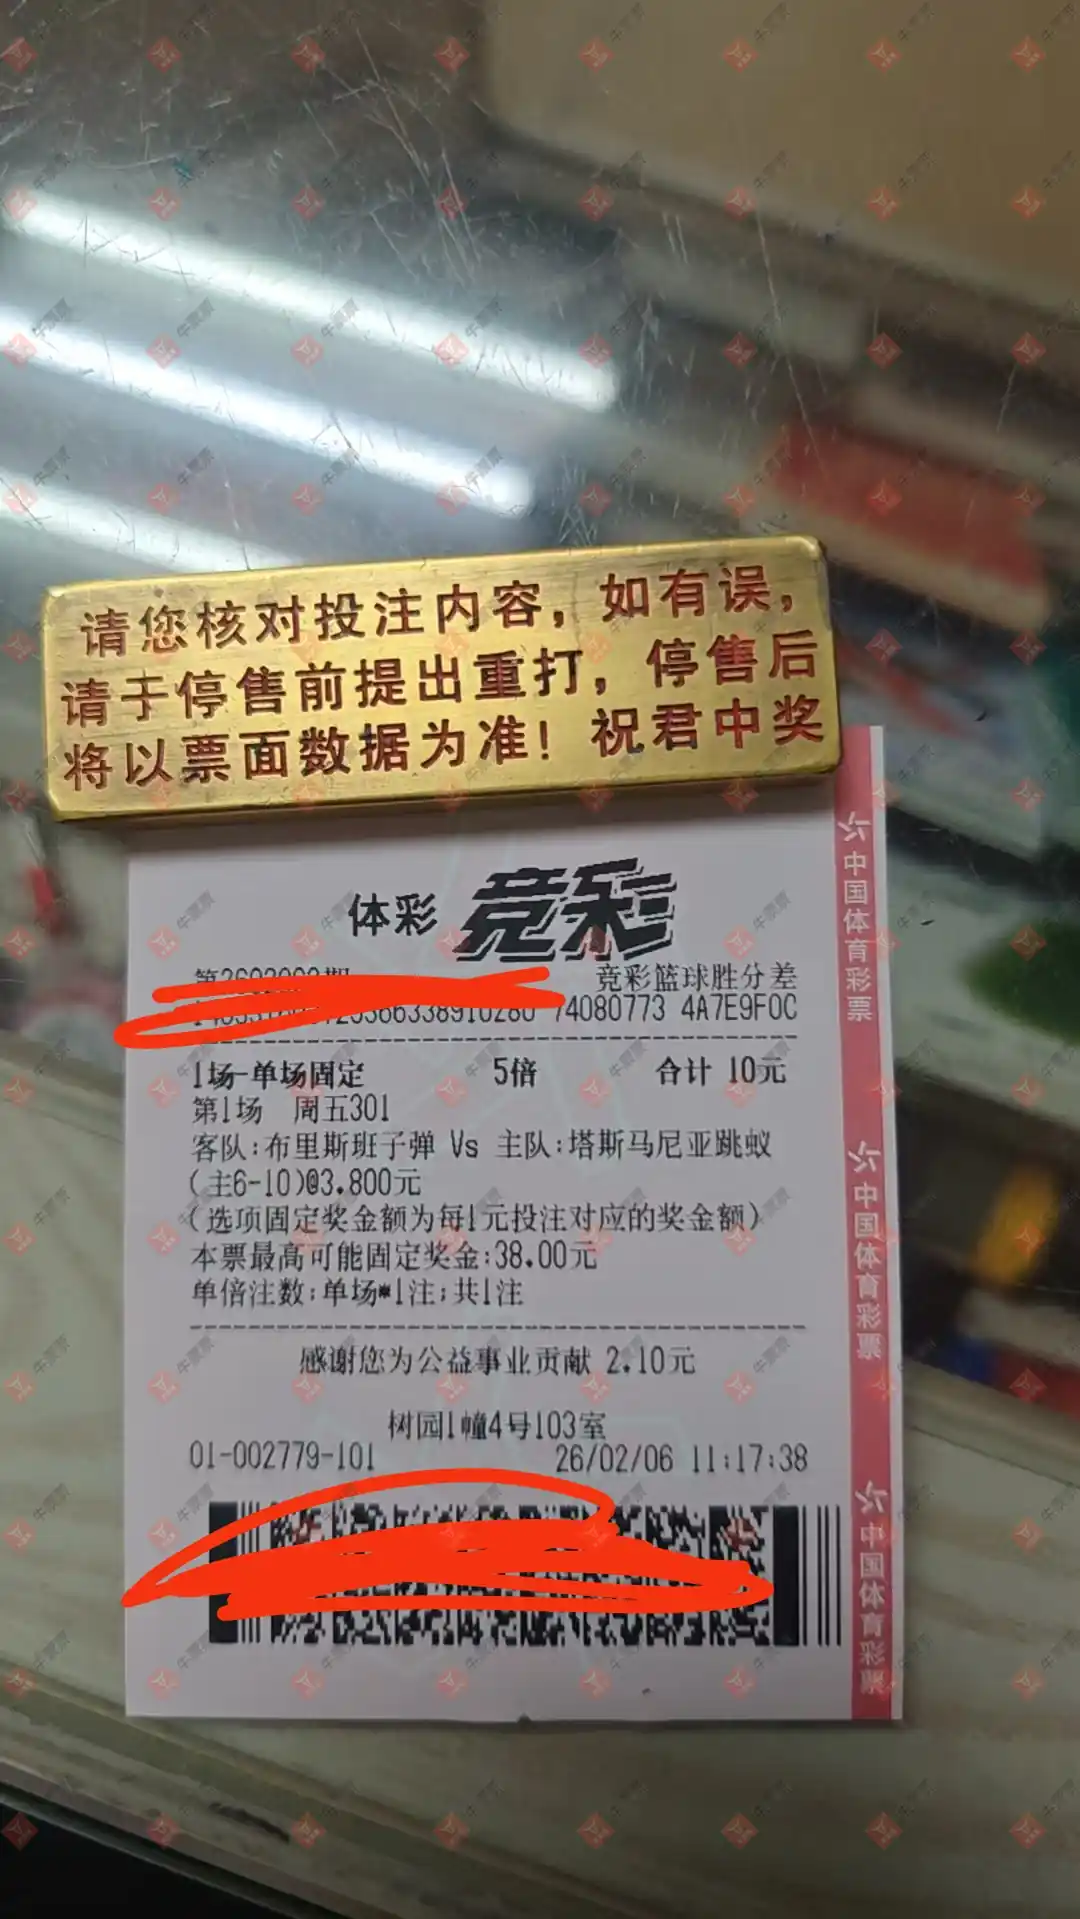 请您核对投注内容，如有误，
请于停售前提出重打，停售后
将以票面数据为准！祝君中奖
体彩 竞彩
竞彩篮球胜分差
74080773 4A7E9F0C
1场-单场固定 5倍 合计 10元
第1场 周五301
客队:布里斯班子弹 Vs 主队:塔斯马尼亚跳蚁
(主6-10)@3.800元
(选项固定奖金额为每1元投注对应的奖金额)
本票最高可能固定奖金:38.00元
单倍注数:单场*1注;共1注
感谢您为公益事业贡献 2.10元
树园1幢4号103室
01-002779-101 26/02/06 11:17:38
中国体育彩票
中国体育彩票
中国体育彩票
牛票票